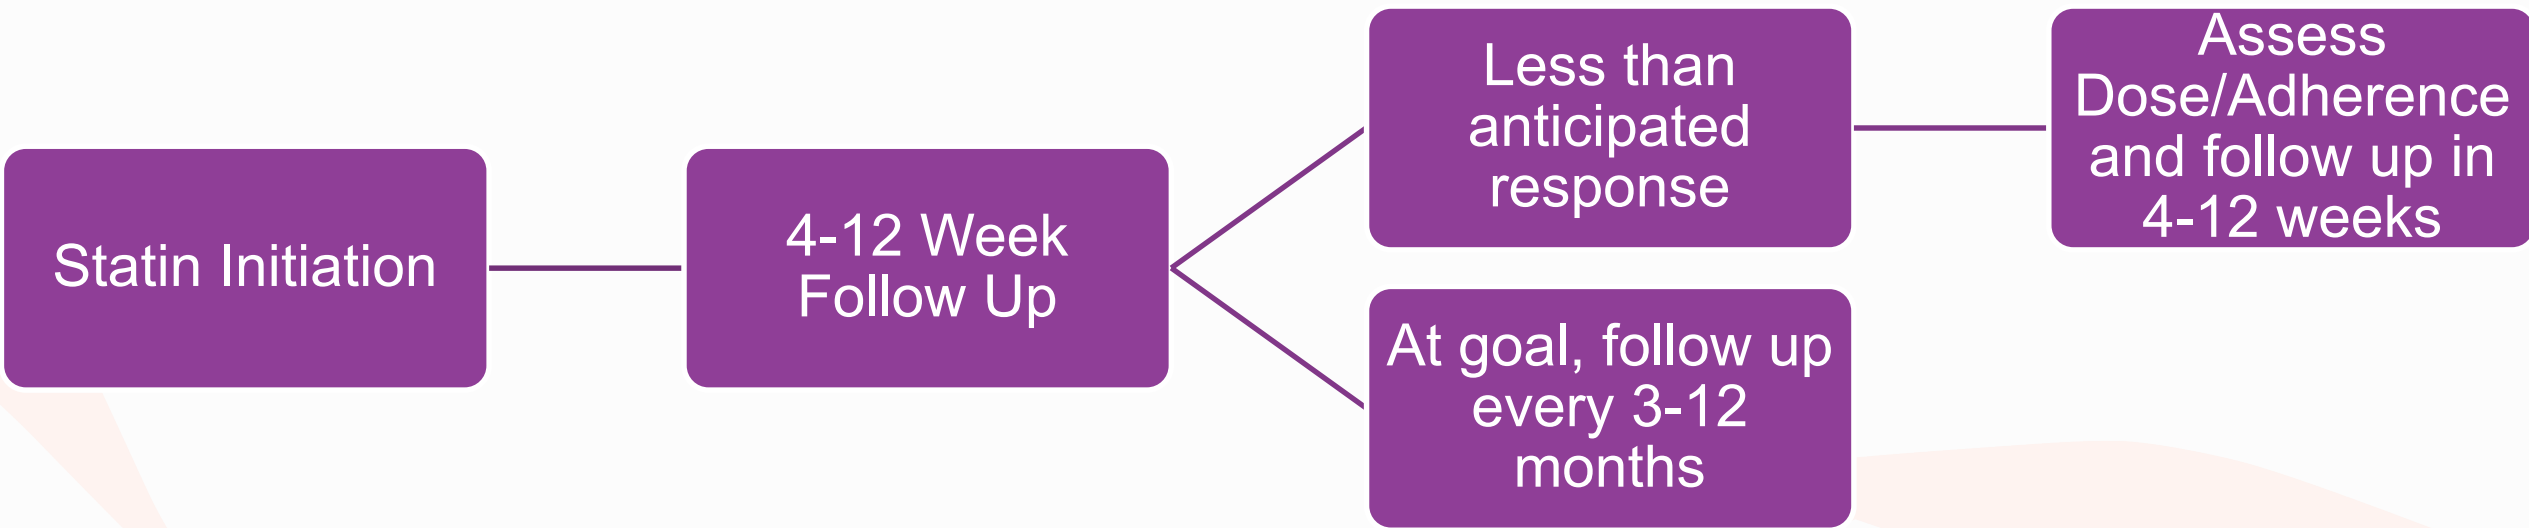 Statin Initiation
4-12 Week
Follow Up
Less than
anticipated
response
Assess
Dose/Adherence
and follow up in
4-12 weeks
At goal, follow up
every 3-12
months